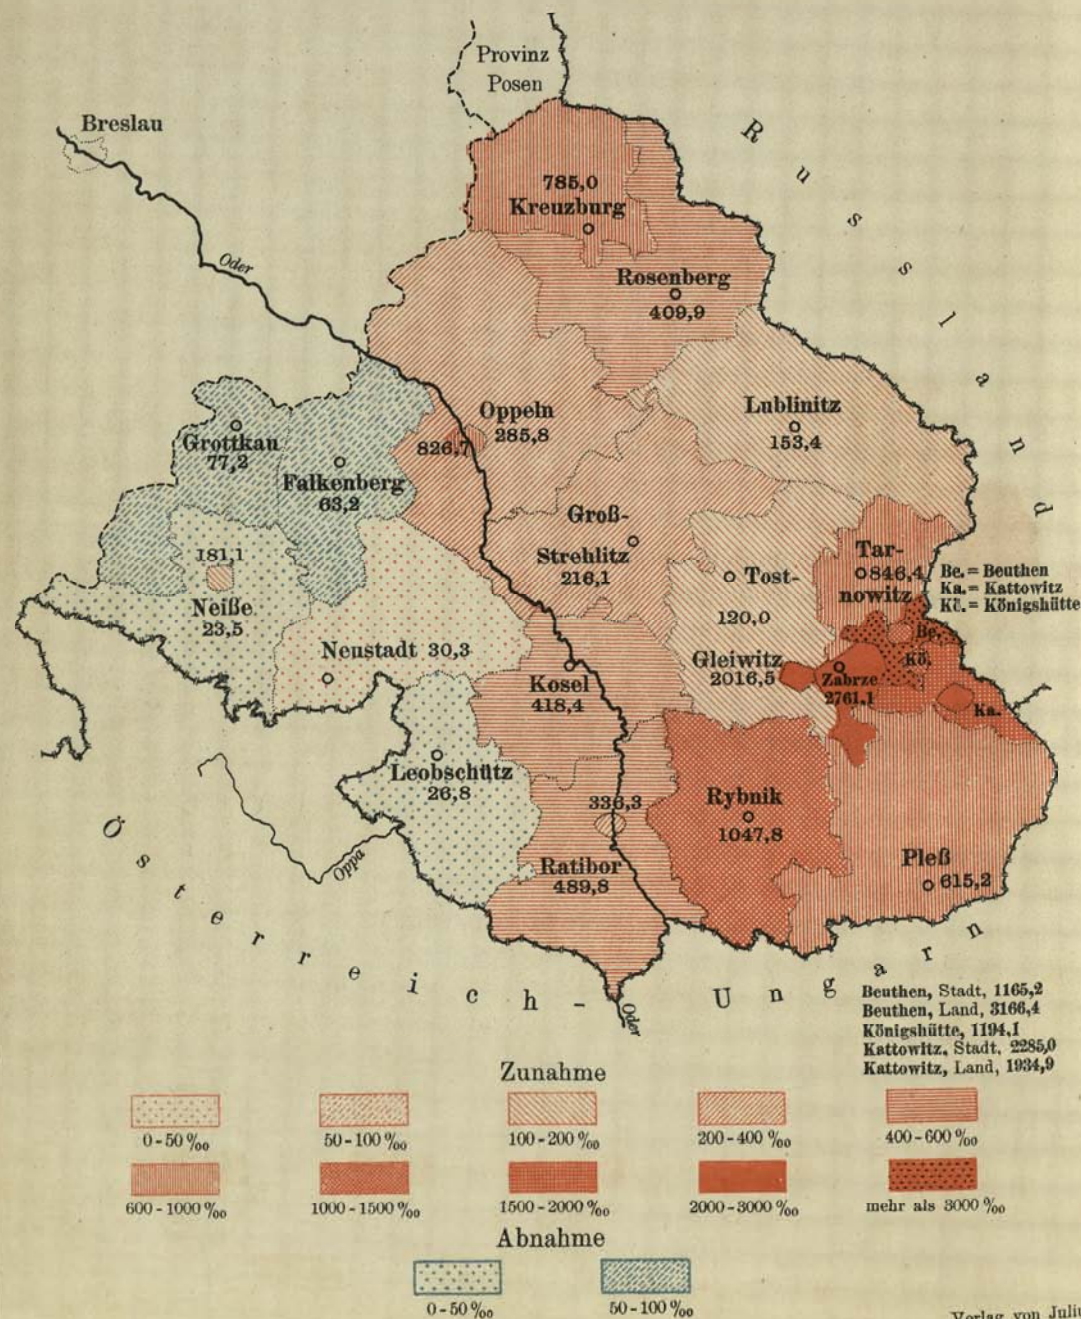 Provinz
Posen
Breslau
Rußland
785,0
Kreuzburg
Oder
Rosenberg
409,9
Lublinitz
153,4
Oppeln
285,8
826,7
Grottkau
77,2
Falkenberg
63,2
Groß-
Strehlitz
216,1
181,1
Neiße
23,5
Tar-
846,4
nowitz
Be. = Beuthen
Ka. = Kattowitz
Kö. = Königshütte
Tost-
120,0
Gleiwitz
2016,5
Be.
Kö.
Zabrze
2761,1
Ka.
Neustadt 30,3
Kosel
418,4
Leobschütz
26,8
336,3
Rybnik
1047,8
Ratibor
489,8
Pleß
615,2
Oppa
Österreich-Ungarn
Oder
Beuthen, Stadt, 1165,2
Beuthen, Land, 3166,4
Königshütte, 1194,1
Kattowitz, Stadt, 2285,0
Kattowitz, Land, 1934,9
Zunahme
0-50 ‰
50-100 ‰
100-200 ‰
200-400 ‰
400-600 ‰
600-1000 ‰
1000-1500 ‰
1500-2000 ‰
2000-3000 ‰
mehr als 3000 ‰
Abnahme
0-50 ‰
50-100 ‰
Verlag von Juliu